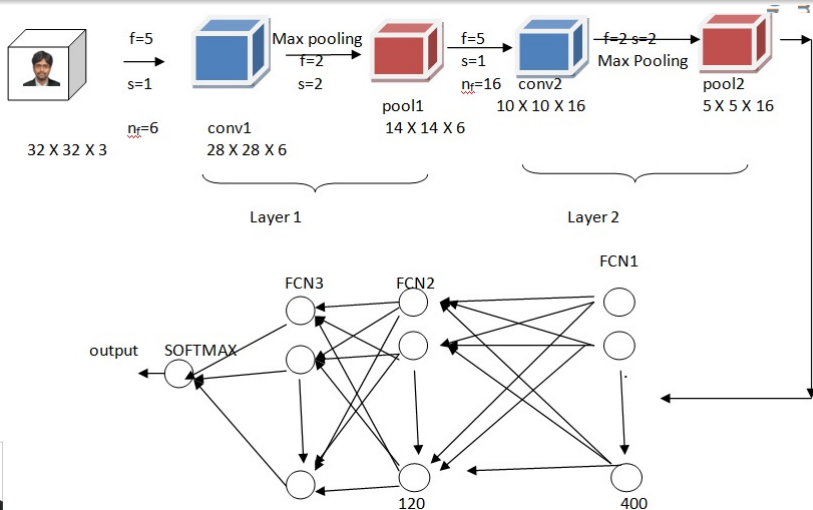 f=5
s=1
nf=6
32 X 32 X 3
conv1
28 X 28 X 6
Max pooling
f=2
s=2
pool1
14 X 14 X 6
f=5
s=1
nf=16
conv2
10 X 10 X 16
f=2 s=2
Max Pooling
pool2
5 X 5 X 16
Layer 1
Layer 2
FCN1
FCN2
FCN3
SOFTMAX
output
120
400